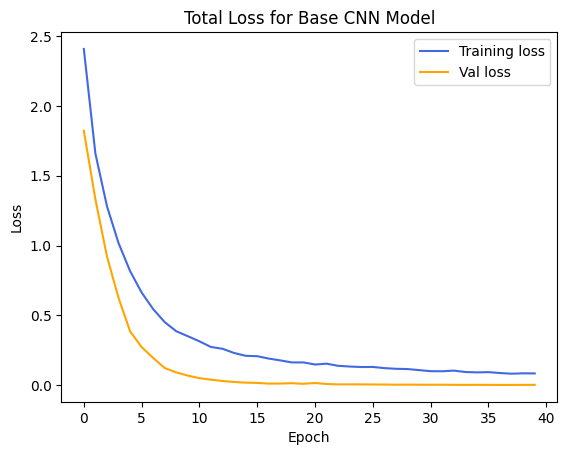 Total Loss for Base CNN Model
Training loss
Val loss
2.5
2.0
1.5
1.0
0.5
0.0
Loss
0 5 10 15 20 25 30 35 40
Epoch